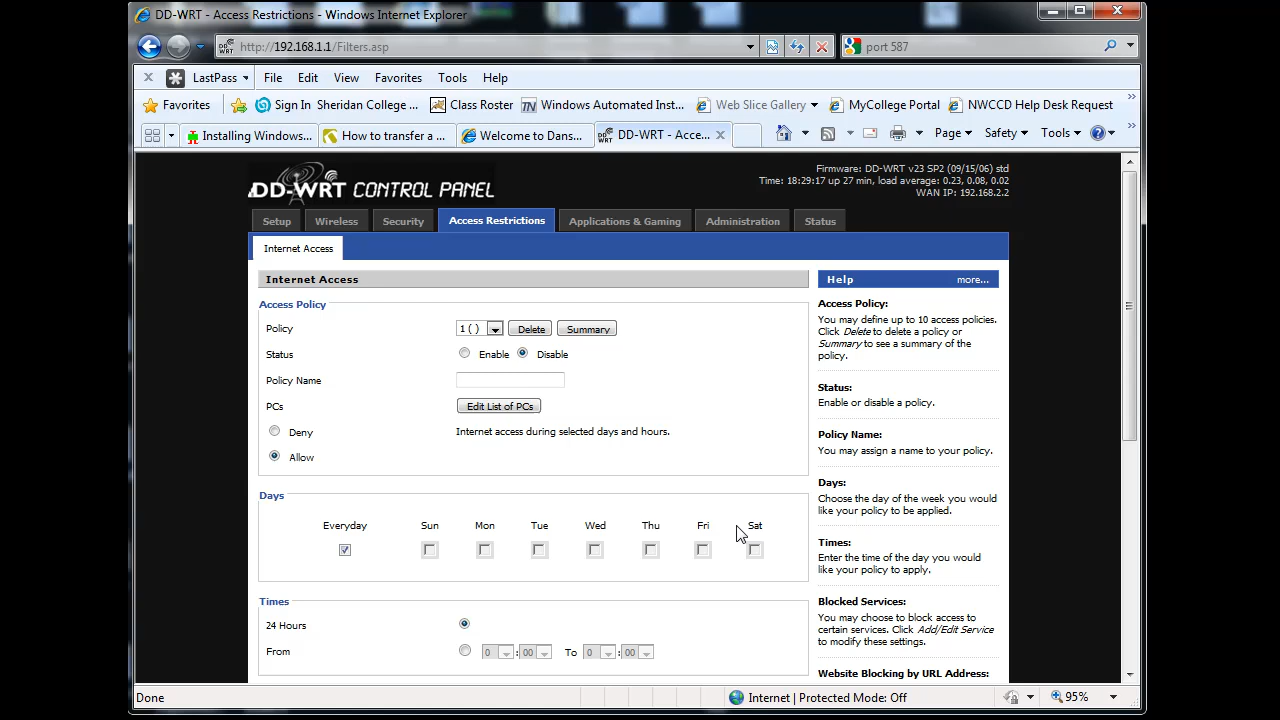 DD-WRT - Access Restrictions - Windows Internet Explorer
http://192.168.1.1/Filters.asp
port 587
LastPass File Edit View Favorites Tools Help
Favorites Sign In Sheridan College ... Class Roster Windows Automated Inst... Web Slice Gallery MyCollege Portal NWCCD Help Desk Request
Installing Windows... How to transfer a ... Welcome to Dans... DD-WRT - Acce... Page Safety Tools
DD-WRT CONTROL PANEL
Firmware: DD-WRT v23 SP2 (09/15/06) std
Time: 18:29:17 up 27 min, load average: 0.23, 0.08, 0.02
WAN IP: 192.168.2.2
Setup Wireless Security Access Restrictions Applications & Gaming Administration Status
Internet Access
Internet Access
Access Policy
Policy 1 ( ) Delete Summary
Status Enable Disable
Policy Name
PCs Edit List of PCs
Deny Internet access during selected days and hours.
Allow
Days
Everyday Sun Mon Tue Wed Thu Fri Sat
Times
24 Hours
From 0 : 00 To 0 : 00
Help more...
Access Policy:
You may define up to 10 access policies.
Click Delete to delete a policy or
Summary to see a summary of the
policy.
Status:
Enable or disable a policy.
Policy Name:
You may assign a name to your policy.
Days:
Choose the day of the week you would
like your policy to be applied.
Times:
Enter the time of the day you would
like your policy to apply.
Blocked Services:
You may choose to block access to
certain services. Click Add/Edit Service
to modify these settings.
Website Blocking by URL Address:
Done Internet | Protected Mode: Off 95%